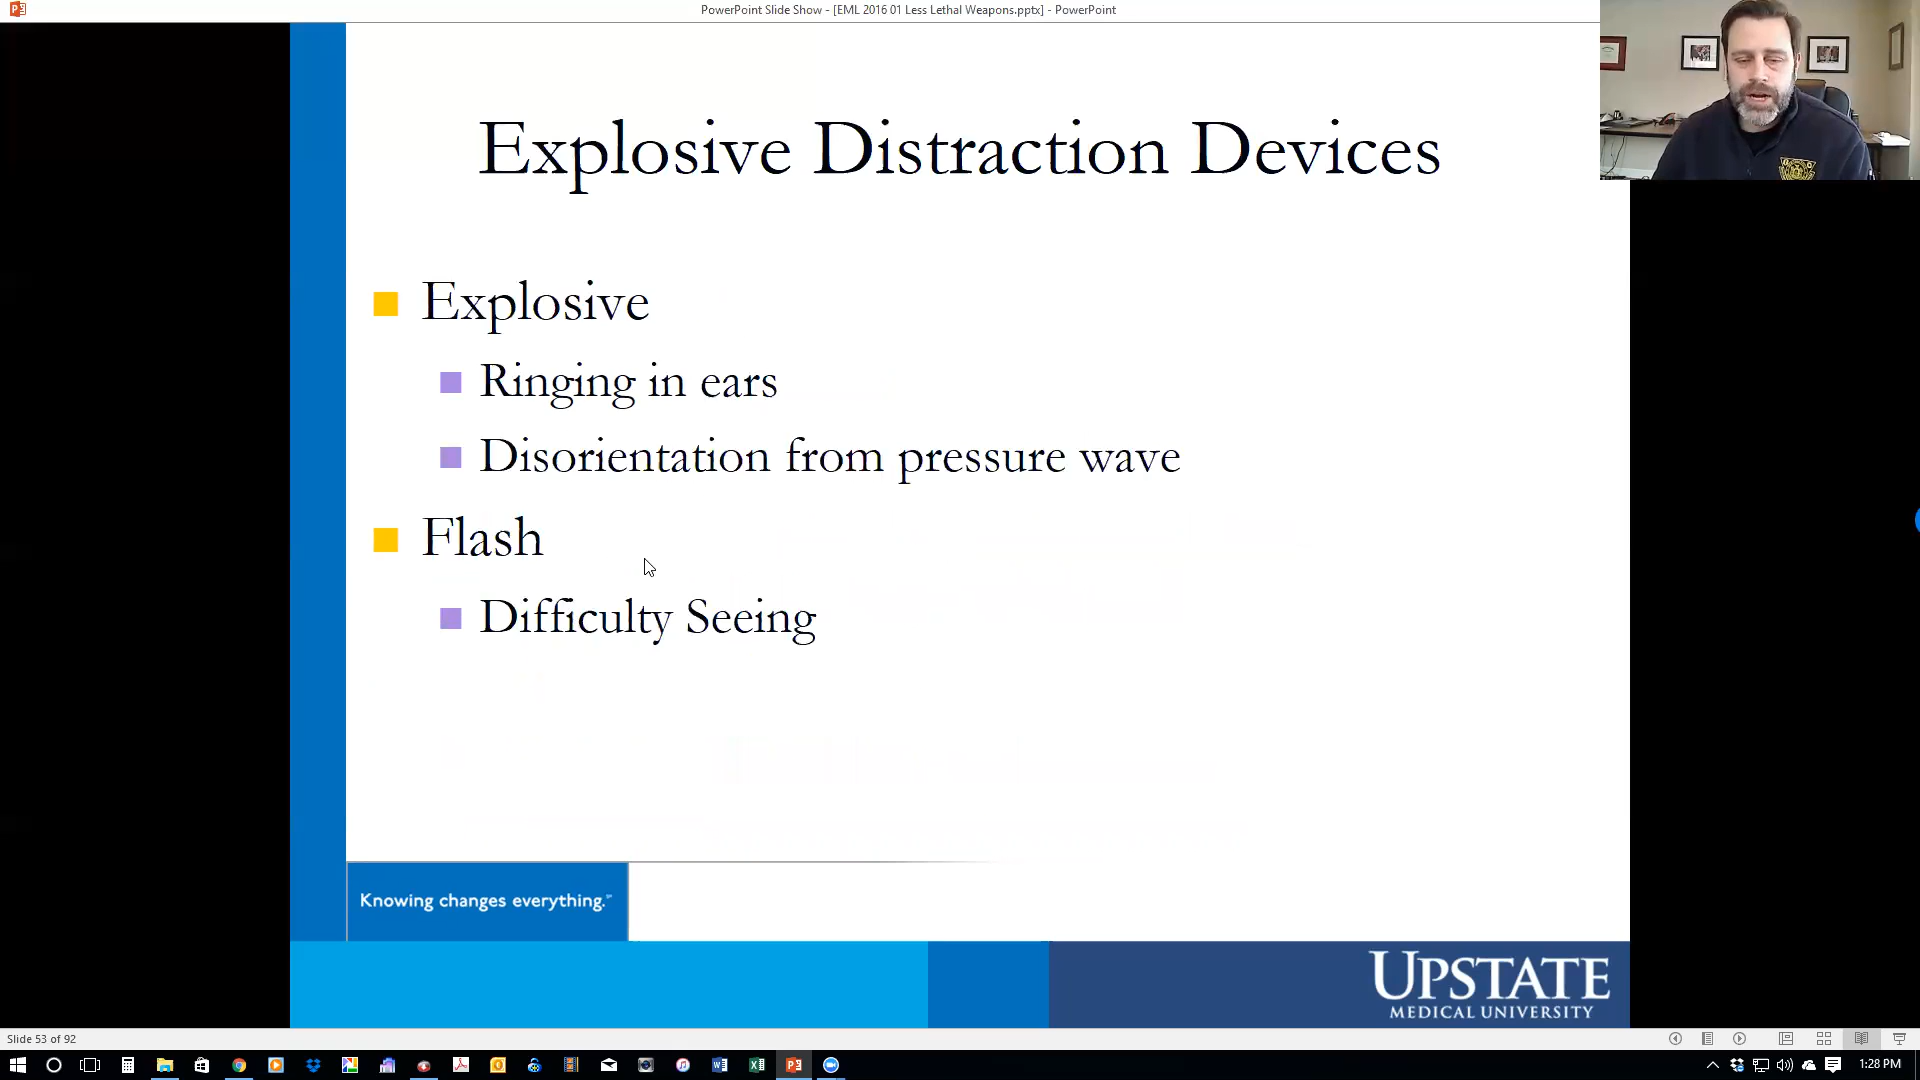 PowerPoint Slide Show - [EML 2016 01 Less Lethal Weapons.pptx] - PowerPoint
Explosive Distraction Devices
Explosive
Ringing in ears
Disorientation from pressure wave
Flash
Difficulty Seeing
Knowing changes everything.
UPSTATE
MEDICAL UNIVERSITY
Slide 53 of 92
1:28 PM